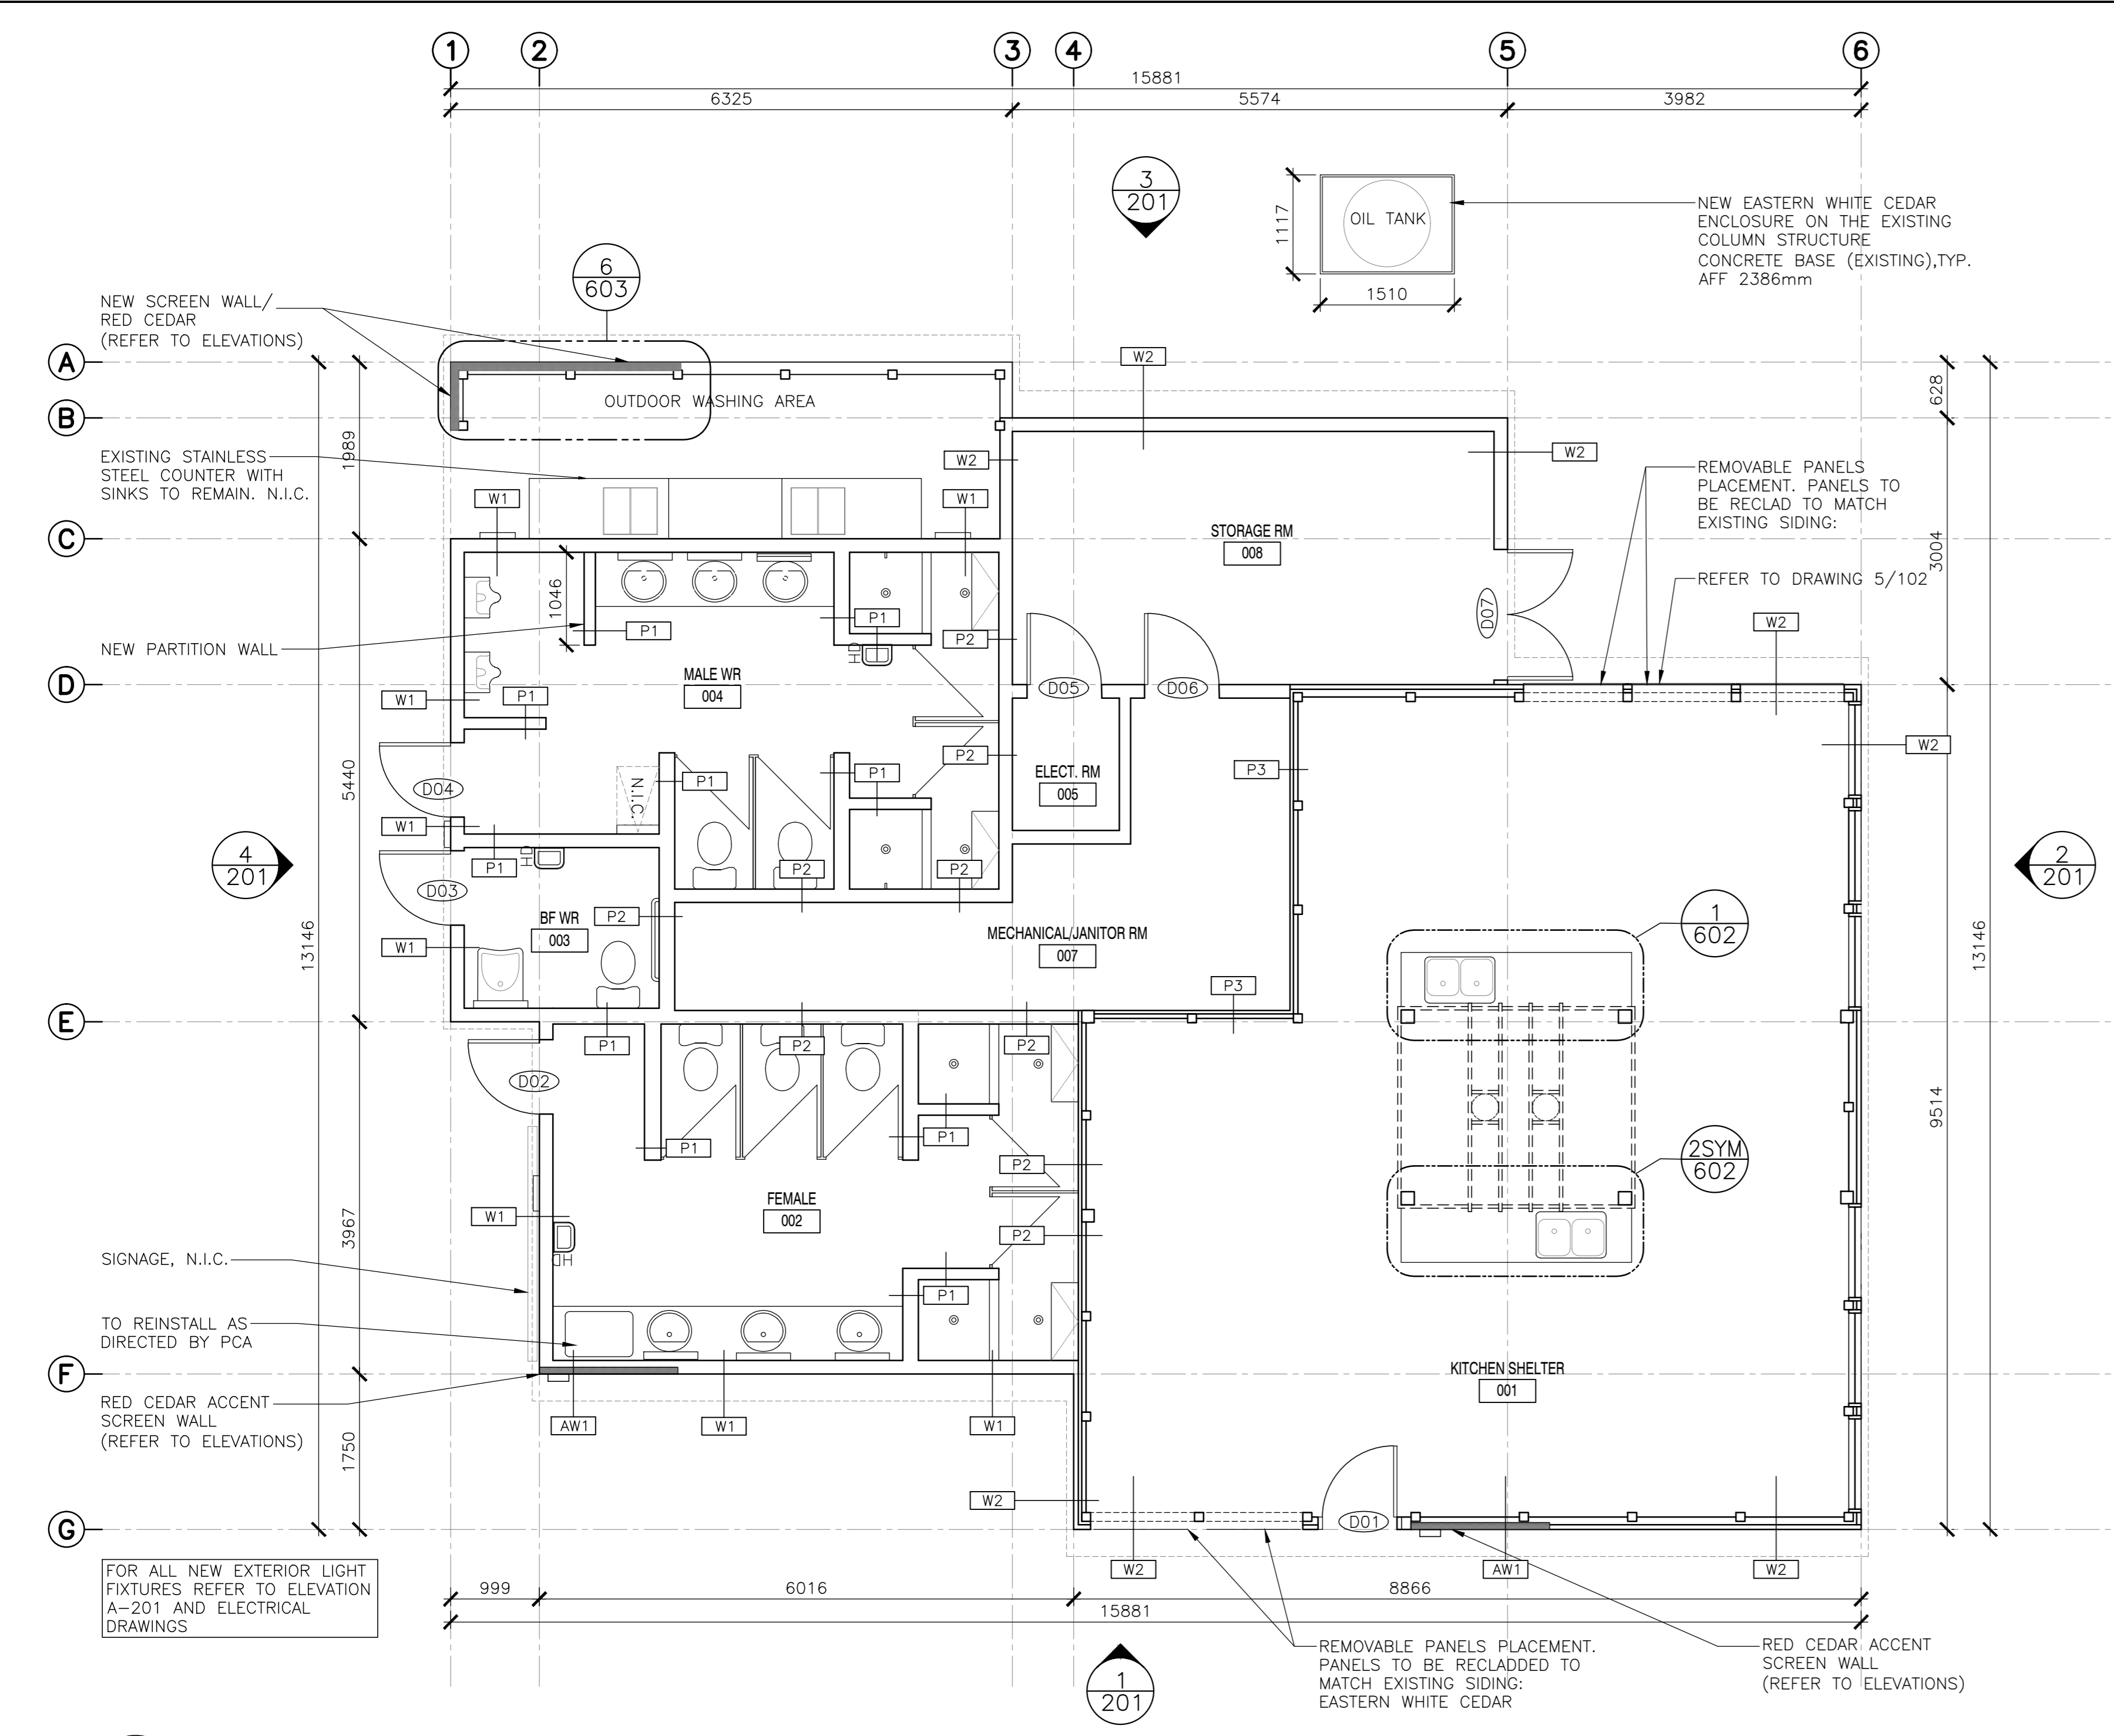 1 2 3 4 5 6
15881
6325 5574 3982
3
201
OIL TANK
1117
1510
NEW EASTERN WHITE CEDAR
ENCLOSURE ON THE EXISTING
COLUMN STRUCTURE
CONCRETE BASE (EXISTING),TYP.
AFF 2386mm
6
603
NEW SCREEN WALL/
RED CEDAR
(REFER TO ELEVATIONS)
A
W2
628
OUTDOOR WASHING AREA
B
1989
EXISTING STAINLESS
STEEL COUNTER WITH
SINKS TO REMAIN. N.I.C.
W1
W2
W1
W2
REMOVABLE PANELS
PLACEMENT. PANELS TO
BE RECLAD TO MATCH
EXISTING SIDING:
C
STORAGE RM
008
3004
REFER TO DRAWING 5/102
1046
D07
P1
P1
W2
NEW PARTITION WALL
HD
P2
D
MALE WR
004
W1
P1
D05
D06
5440
P1
P1
P2
P3
W2
N.I.C.
ELECT. RM
005
D04
W1
4
201
P1
HD
P2
P2
2
201
D03
BF WR
003
P2
W1
13146
MECHANICAL/JANITOR RM
007
1
602
13146
P3
E
P1
P2
P2
D02
9514
P1
P1
P2
2SYM
602
FEMALE
002
W1
3967
HD
P2
SIGNAGE, N.I.C.
P1
TO REINSTALL AS
DIRECTED BY PCA
F
KITCHEN SHELTER
001
RED CEDAR ACCENT
SCREEN WALL
(REFER TO ELEVATIONS)
AW1
W1
W1
1750
W2
G
D01
FOR ALL NEW EXTERIOR LIGHT
FIXTURES REFER TO ELEVATION
A-201 AND ELECTRICAL
DRAWINGS
W2
AW1
W2
999 6016 8866
15881
1
201
REMOVABLE PANELS PLACEMENT.
PANELS TO BE RECLADDED TO
MATCH EXISTING SIDING:
EASTERN WHITE CEDAR
RED CEDAR ACCENT
SCREEN WALL
(REFER TO ELEVATIONS)